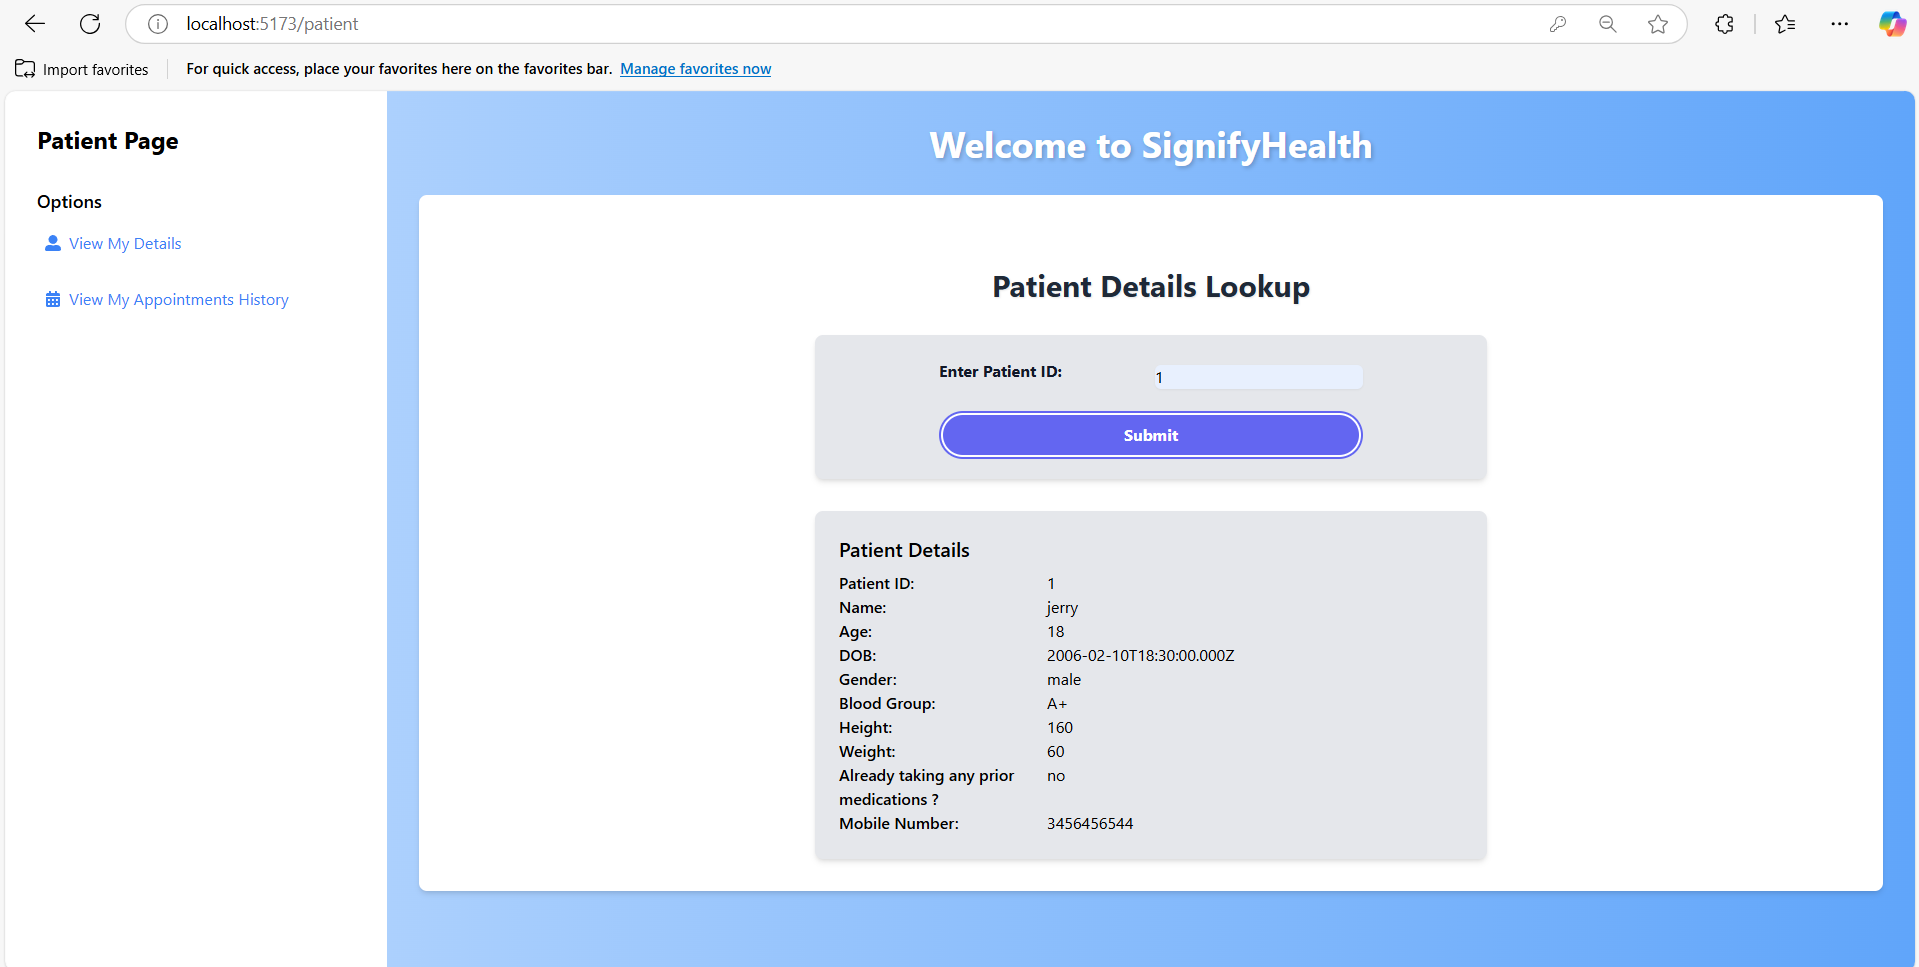 localhost:5173/patient
Import favorites
For quick access, place your favorites here on the favorites bar. Manage favorites now
Patient Page
Options
View My Details
View My Appointments History
Welcome to SignifyHealth
Patient Details Lookup
Enter Patient ID: 1
Submit
Patient Details
Patient ID: 1
Name: jerry
Age: 18
DOB: 2006-02-10T18:30:00.000Z
Gender: male
Blood Group: A+
Height: 160
Weight: 60
Already taking any prior no
medications ?
Mobile Number: 3456456544